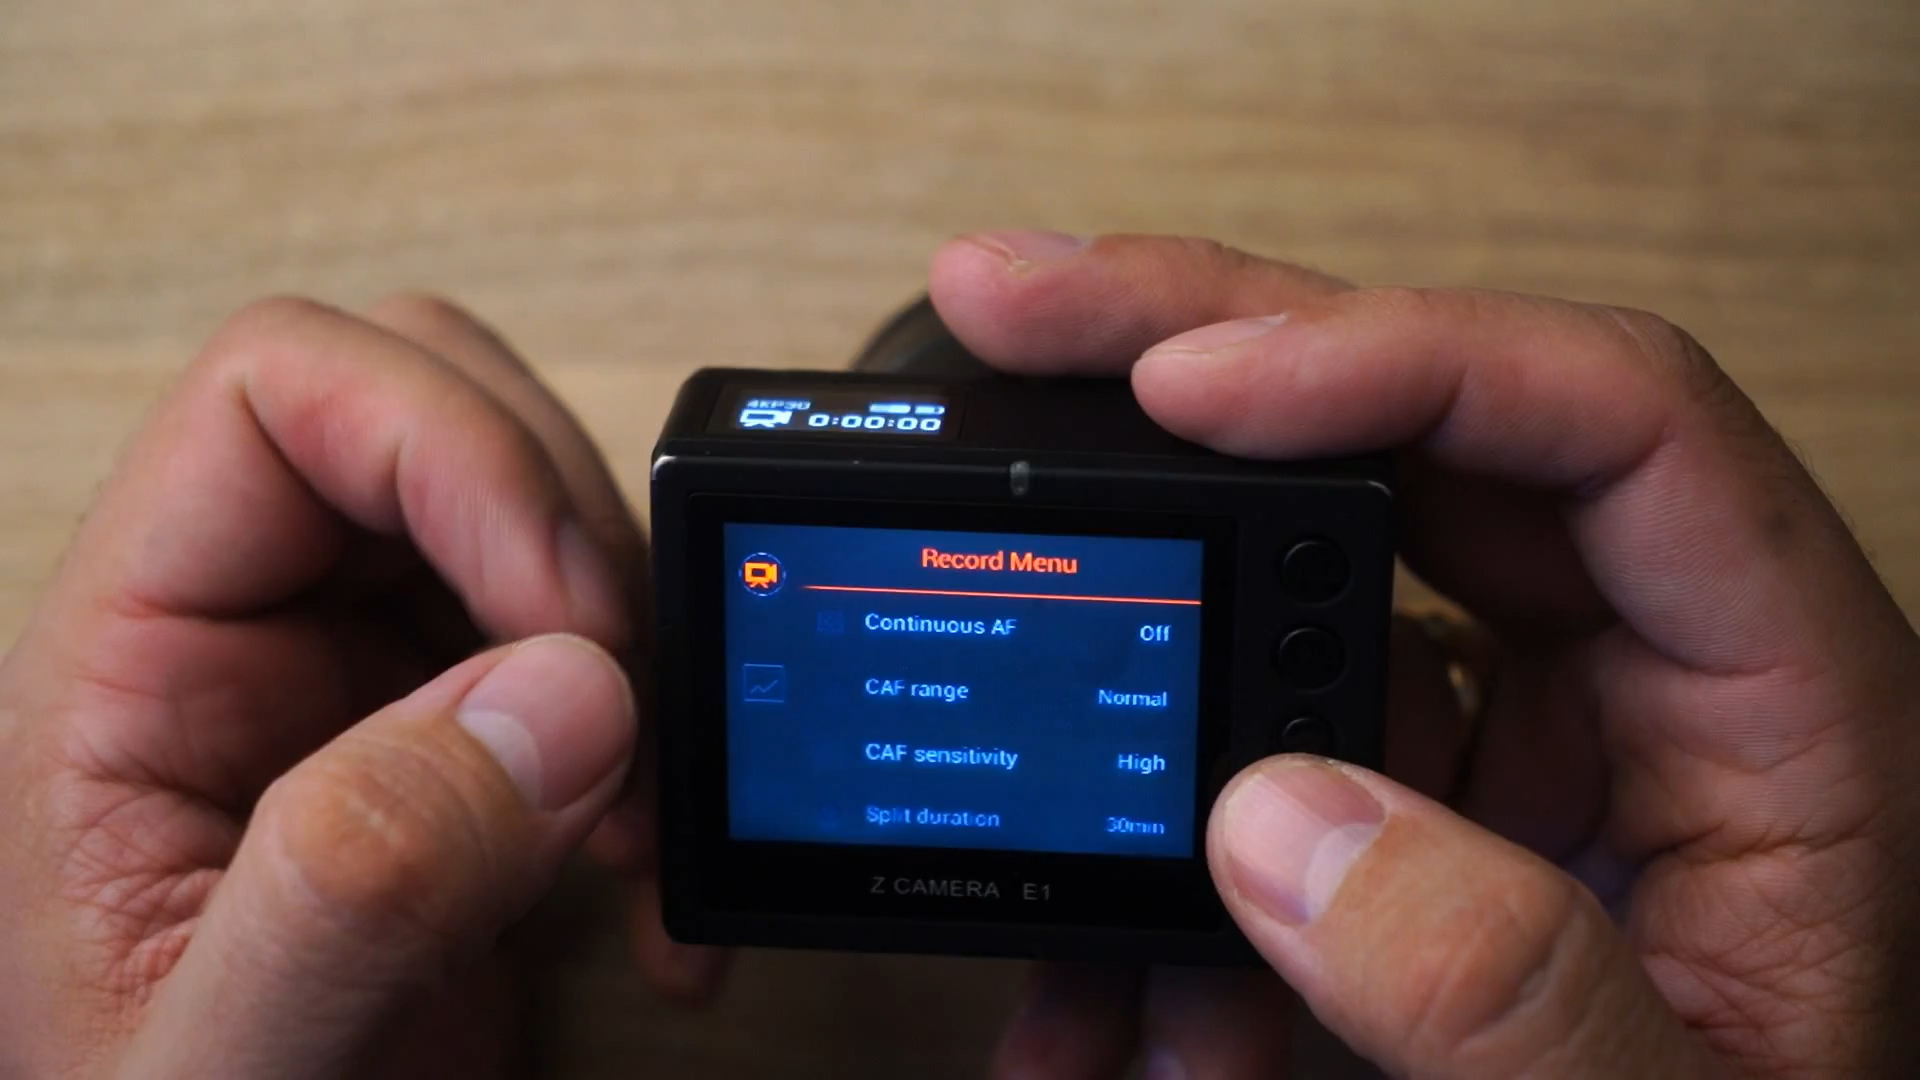 4KP30
0:00:00
Record Menu
Continuous AF Off
CAF range Normal
CAF sensitivity High
Split duration 30min
Z CAMERA E1